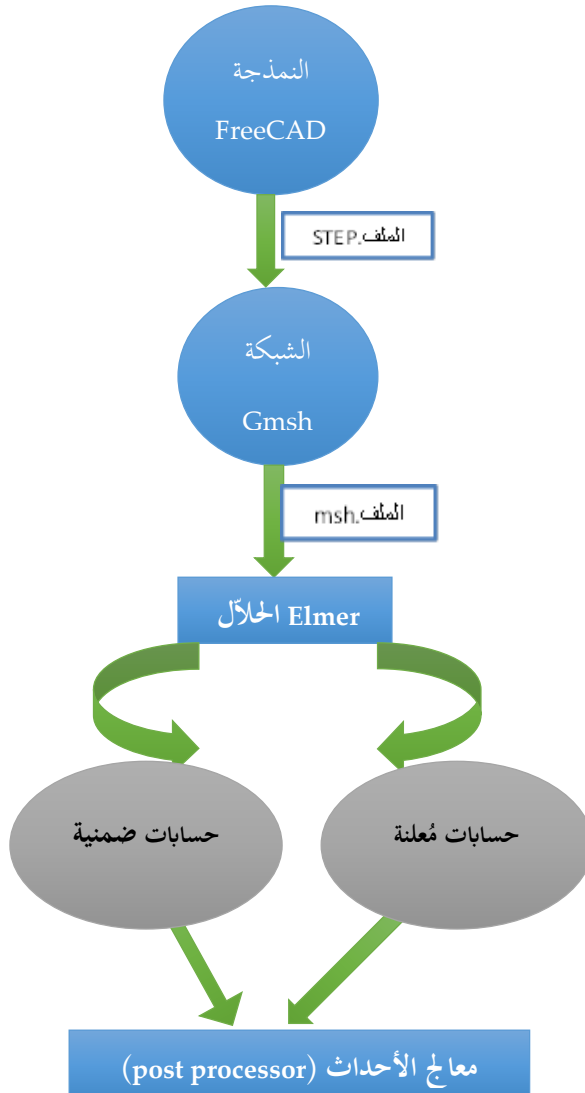 النمذجة
FreeCAD
الملف.STEP
الشبكة
Gmsh
الملف.msh
Elmer الحلاّل
حسابات مُعلنة
حسابات ضمنية
معالج الأحداث (post processor)